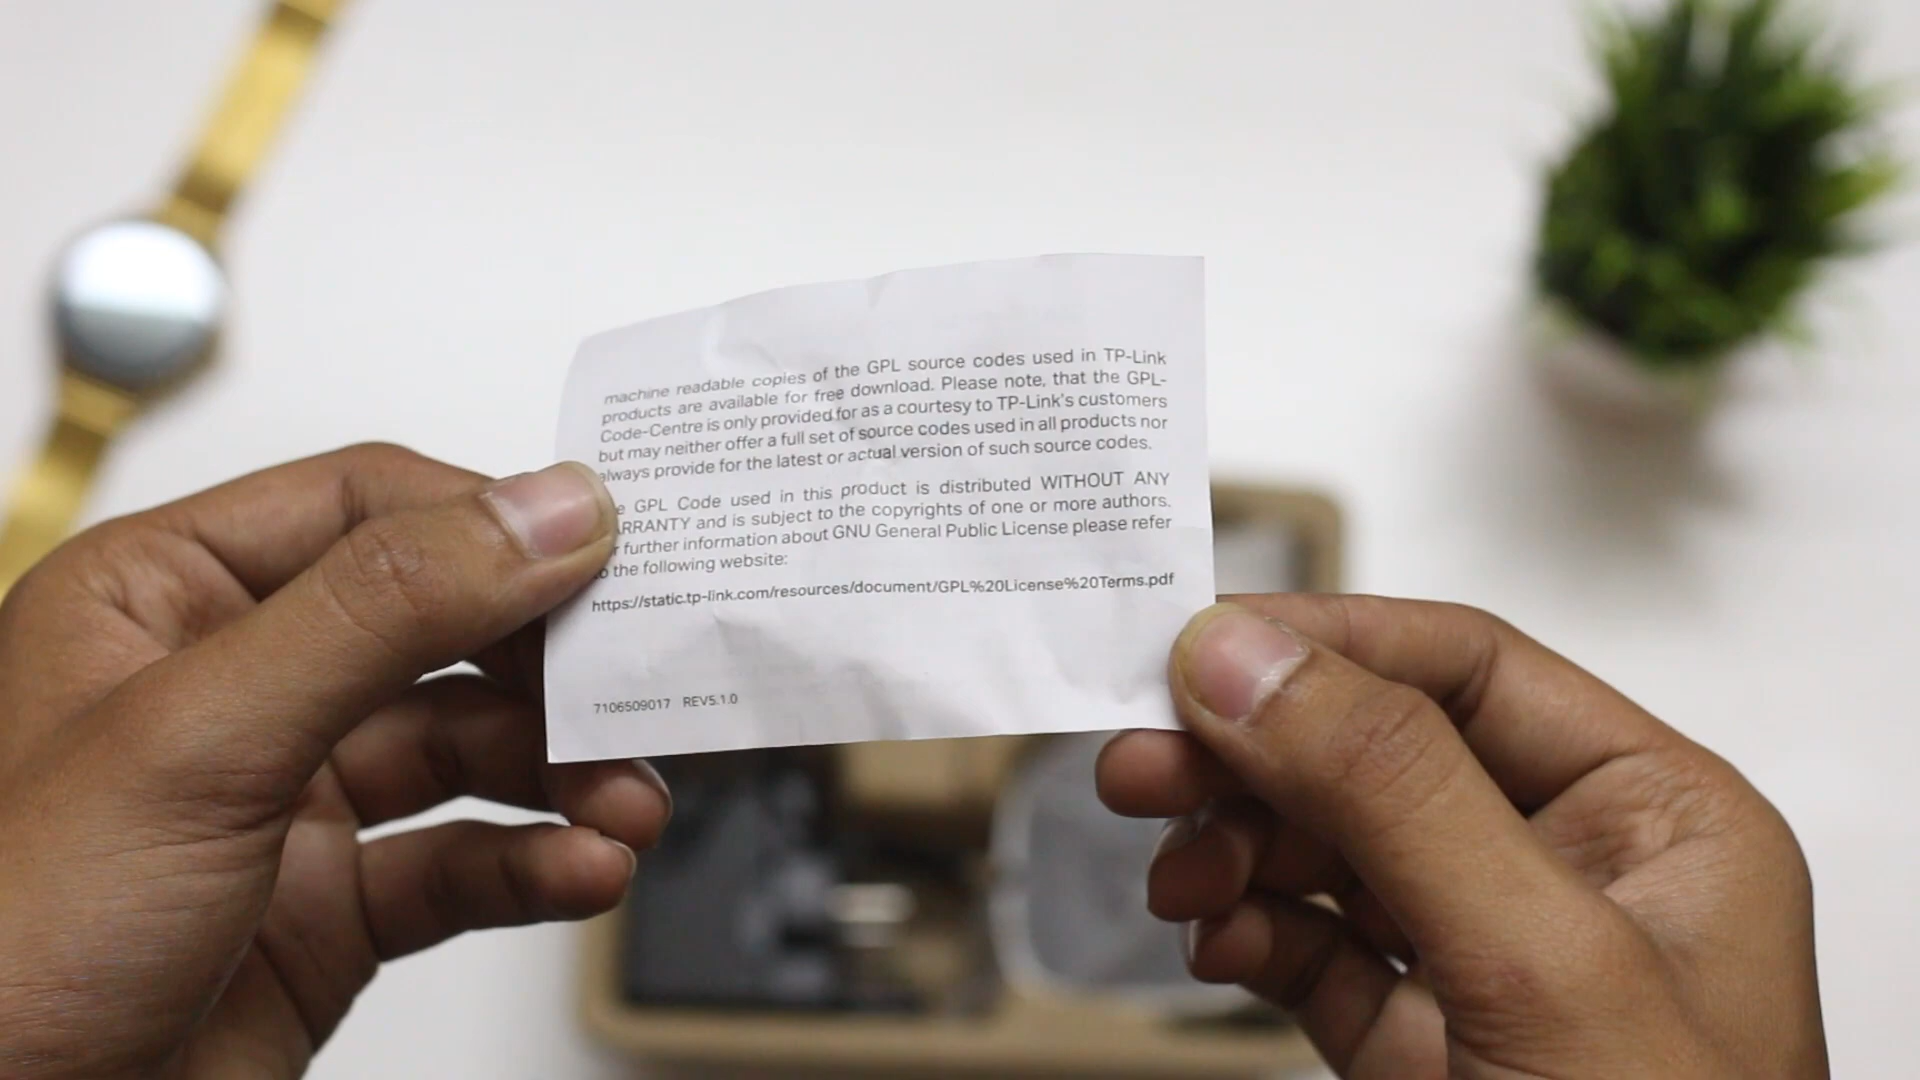 machine readable copies of the GPL source codes used in TP-Link
products are available for free download. Please note, that the GPL-
Code-Centre is only provided for as a courtesy to TP-Link's customers
but may neither offer a full set of source codes used in all products nor
always provide for the latest or actual version of such source codes.
e GPL Code used in this product is distributed WITHOUT ANY
RRANTY and is subject to the copyrights of one or more authors.
r further information about GNU General Public License please refer
o the following website:
https://static.tp-link.com/resources/document/GPL%20License%20Terms.pdf
7106509017 REV5.1.0